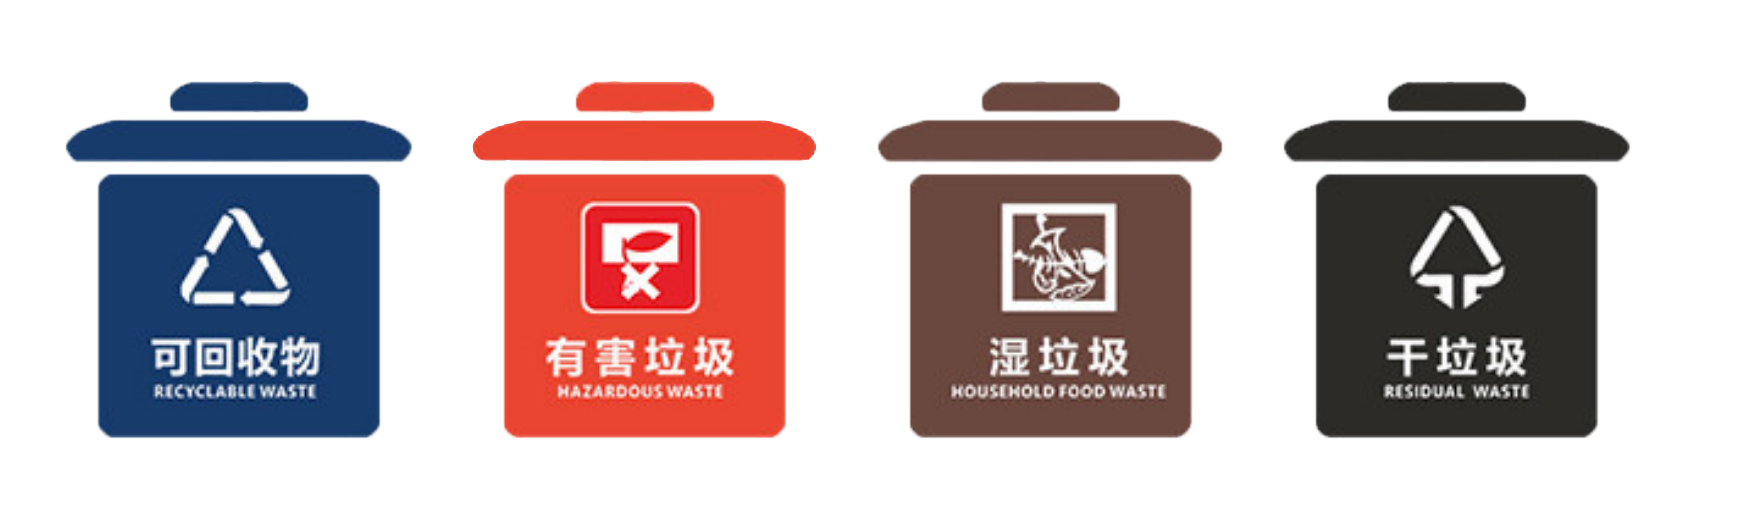 可回收物
RECYCLABLE WASTE
有害垃圾
HAZARDOUS WASTE
湿垃圾
HOUSEHOLD FOOD WASTE
干垃圾
RESIDUAL WASTE